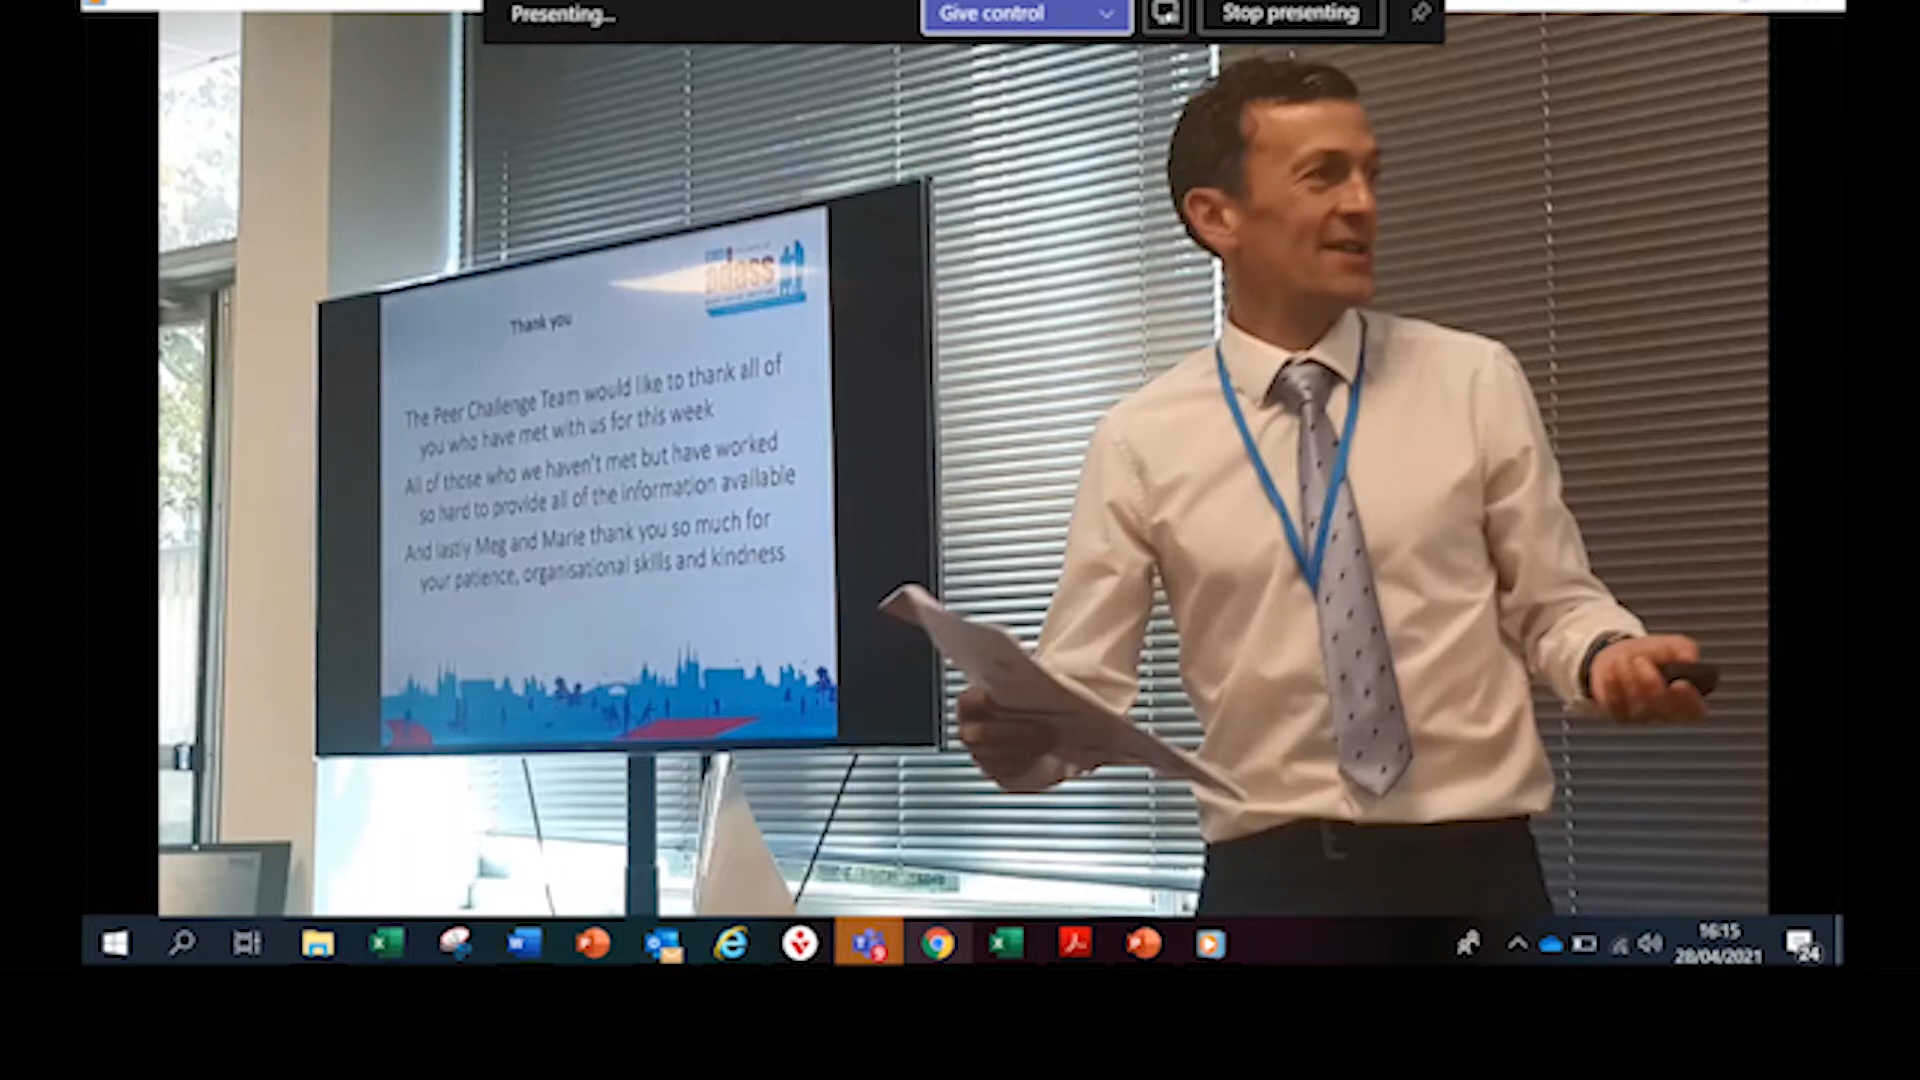 Presenting...
Give control
Stop presenting
adass
Thank you
The Peer Challenge Team would like to thank all of
you who have met with us for this week
All of those who we haven't met but have worked
so hard to provide all of the information available
And lastly Meg and Marie thank you so much for
your patience, organisational skills and kindness
16:15
28/04/2021
24